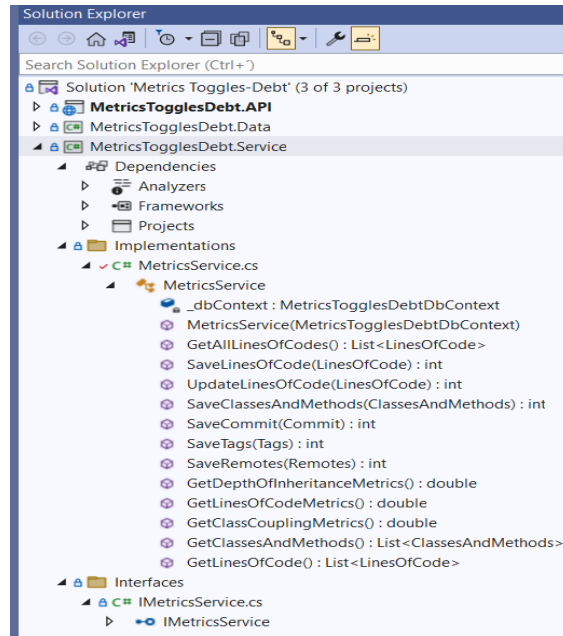 Solution Explorer
Search Solution Explorer (Ctrl+´)
Solution 'Metrics Toggles-Debt' (3 of 3 projects)
MetricsTogglesDebt.API
C# MetricsTogglesDebt.Data
C# MetricsTogglesDebt.Service
Dependencies
Analyzers
Frameworks
Projects
Implementations
C# MetricsService.cs
MetricsService
_dbContext : MetricsTogglesDebtDbContext
MetricsService(MetricsTogglesDebtDbContext)
GetAllLinesOfCodes() : List<LinesOfCode>
SaveLinesOfCode(LinesOfCode) : int
UpdateLinesOfCode(LinesOfCode) : int
SaveClassesAndMethods(ClassesAndMethods) : int
SaveCommit(Commit) : int
SaveTags(Tags) : int
SaveRemotes(Remotes) : int
GetDepthOfInheritanceMetrics() : double
GetLinesOfCodeMetrics() : double
GetClassCouplingMetrics() : double
GetClassesAndMethods() : List<ClassesAndMethods>
GetLinesOfCode() : List<LinesOfCode>
Interfaces
C# IMetricsService.cs
IMetricsService